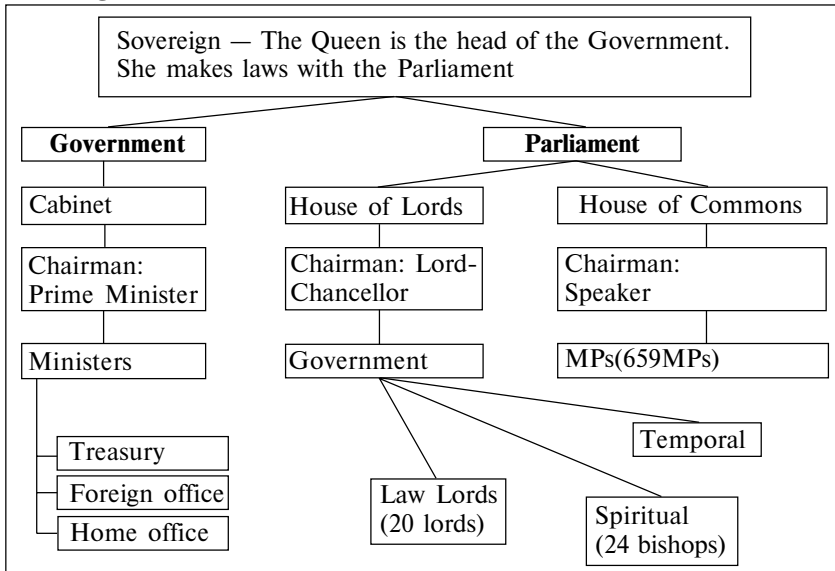 Sovereign — The Queen is the head of the Government.
She makes laws with the Parliament
Government
Parliament
Cabinet
House of Lords
House of Commons
Chairman:
Prime Minister
Chairman: Lord-
Chancellor
Chairman:
Speaker
Ministers
Government
MPs(659MPs)
Treasury
Foreign office
Home office
Law Lords
(20 lords)
Spiritual
(24 bishops)
Temporal